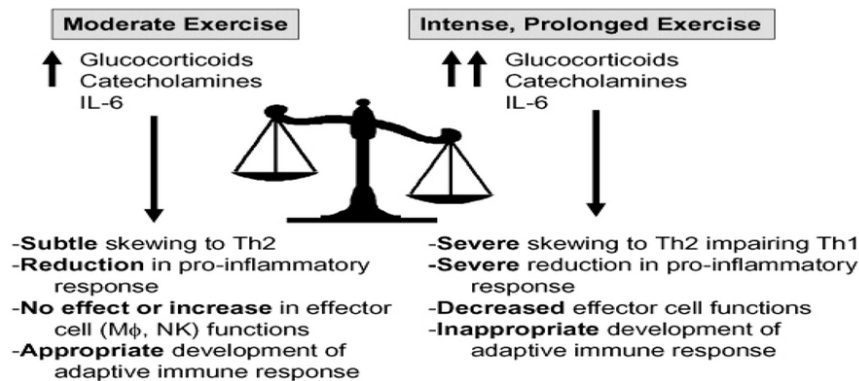 Moderate Exercise
Glucocorticoids
Catecholamines
IL-6
-Subtle skewing to Th2
-Reduction in pro-inflammatory
response
-No effect or increase in effector
cell (Mϕ, NK) functions
-Appropriate development of
adaptive immune response
Intense, Prolonged Exercise
Glucocorticoids
Catecholamines
IL-6
-Severe skewing to Th2 impairing Th1
-Severe reduction in pro-inflammatory
response
-Decreased effector cell functions
-Inappropriate development of
adaptive immune response